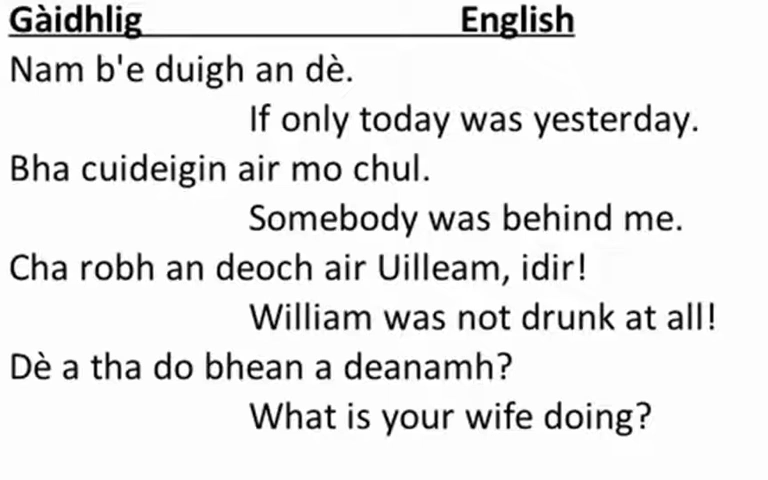 Gàidhlig English
Nam b'e duigh an dè.
If only today was yesterday.
Bha cuideigin air mo chul.
Somebody was behind me.
Cha robh an deoch air Uilleam, idir!
William was not drunk at all!
Dè a tha do bhean a deanamh?
What is your wife doing?